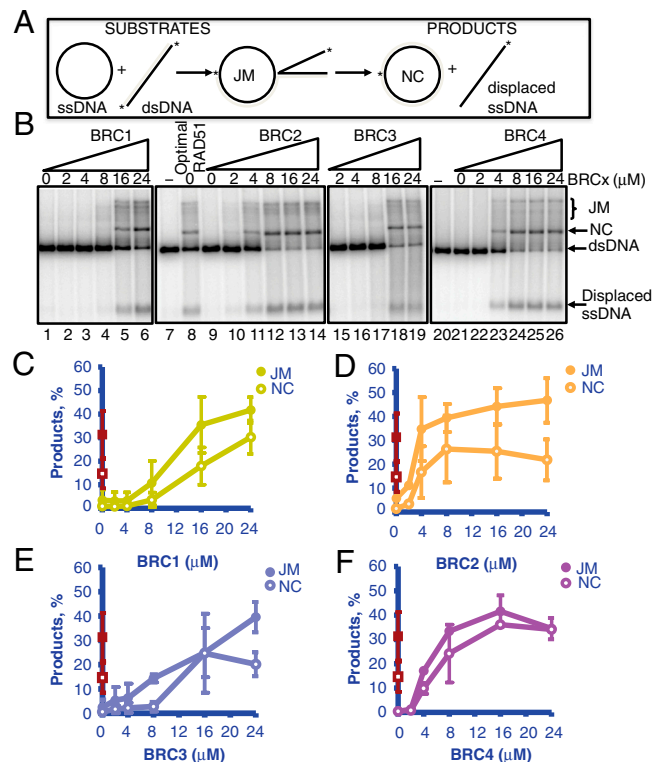 A
SUBSTRATES
PRODUCTS
ssDNA
+
*
*
dsDNA
*
JM
*
*
NC
+
*
displaced
ssDNA
B
BRC1
Optimal
RAD51
BRC2
BRC3
BRC4
0 2 4 8 16 24
– 0 0 2 4 8 12 16 24
2 4 8 16 24
– 0 2 4 8 16 24
BRCx (μM)
JM
NC
dsDNA
Displaced
ssDNA
1 2 3 4 5 6
7 8 9 10 11 12 13 14
15 16 17 18 19
20 21 22 23 24 25 26
C
60
50
40
30
20
10
0
Products, %
JM
NC
0 4 8 12 16 20 24
BRC1 (μM)
D
60
50
40
30
20
10
0
Products, %
JM
NC
0 4 8 12 16 20 24
BRC2 (μM)
E
60
50
40
30
20
10
0
Products, %
JM
NC
0 4 8 12 16 20 24
BRC3 (μM)
F
60
50
40
30
20
10
0
Products, %
JM
NC
0 4 8 12 16 20 24
BRC4 (μM)